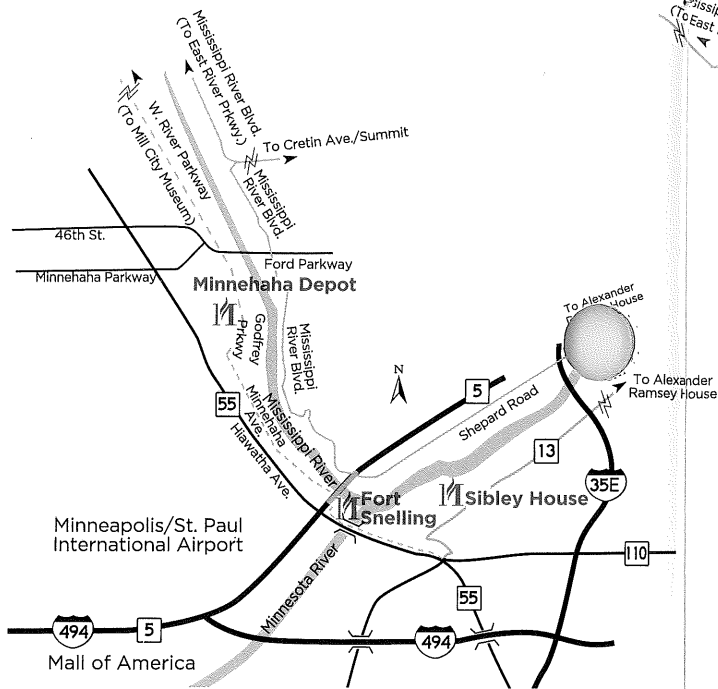 ississip
(To East
Mississippi River Blvd.
(To East River Prkwy.)
W. River Parkway
(To Mill City Museum)
To Cretin Ave./Summit
Mississippi
River Blvd.
46th St.
Ford Parkway
Minnehaha Parkway
Minnehaha Depot
To Alexander
House
Godfrey
Prkwy
Mississippi
River Blvd.
N
5
To Alexander
Ramsey House
55
Minnehaha
Ave.
Hiawatha Ave.
Mississippi River
Shepard Road
13
35E
Fort
Snelling
Sibley House
Minneapolis/St. Paul
International Airport
Minnesota River
110
55
494
5
494
Mall of America